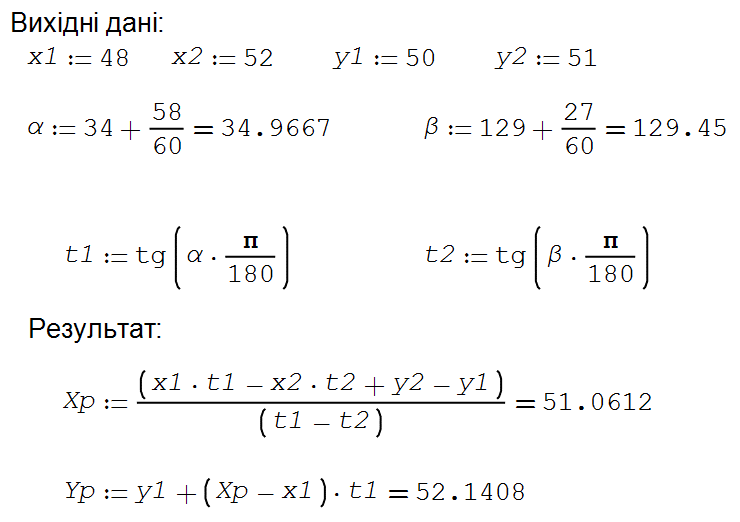 Вихідні дані:
x1 := 48 x2 := 52 y1 := 50 y2 := 51
α := 34 + 58/60 = 34.9667 β := 129 + 27/60 = 129.45
t1 := tg(α · π/180) t2 := tg(β · π/180)
Результат:
Xp := (x1 · t1 − x2 · t2 + y2 − y1)/(t1 − t2) = 51.0612
Yp := y1 + (Xp − x1) · t1 = 52.1408